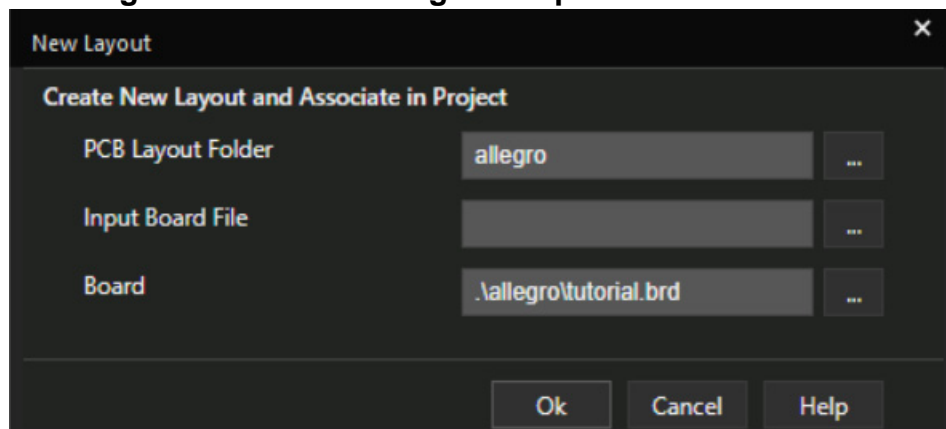 New Layout
Create New Layout and Associate in Project
PCB Layout Folder allegro ...
Input Board File ...
Board .\allegro\tutorial.brd ...
Ok Cancel Help